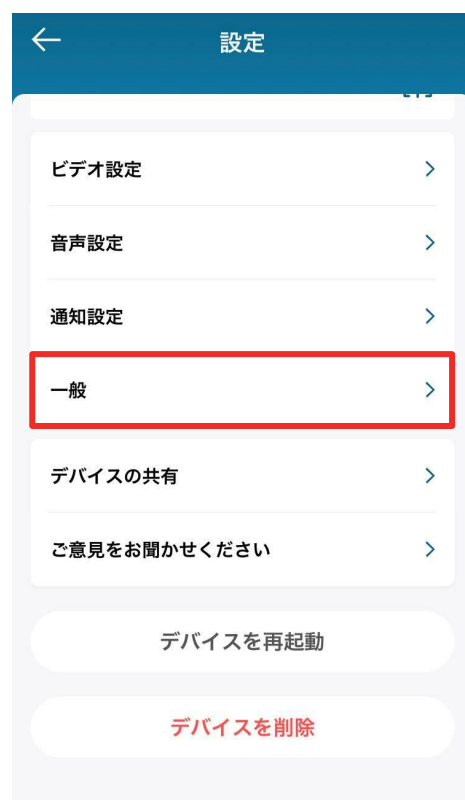 設定
ビデオ設定
音声設定
通知設定
一般
デバイスの共有
ご意見をお聞かせください
デバイスを再起動
デバイスを削除